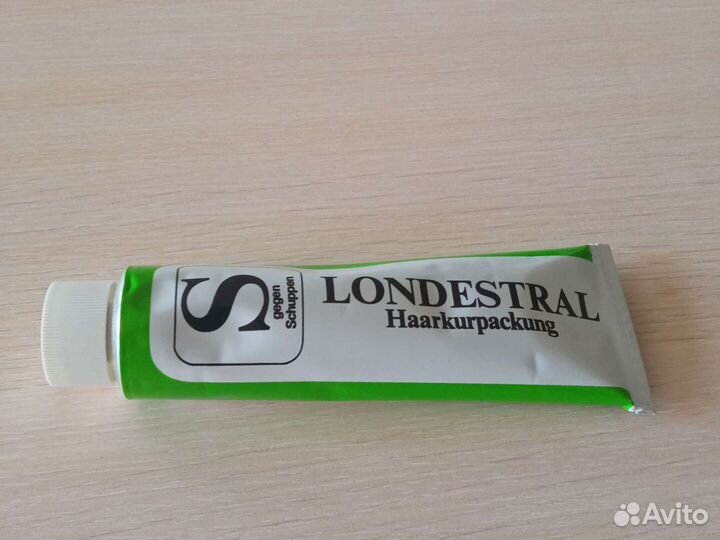 S
gegen
Schuppen
LONDESTRAL
Haarkurpackung
Avito